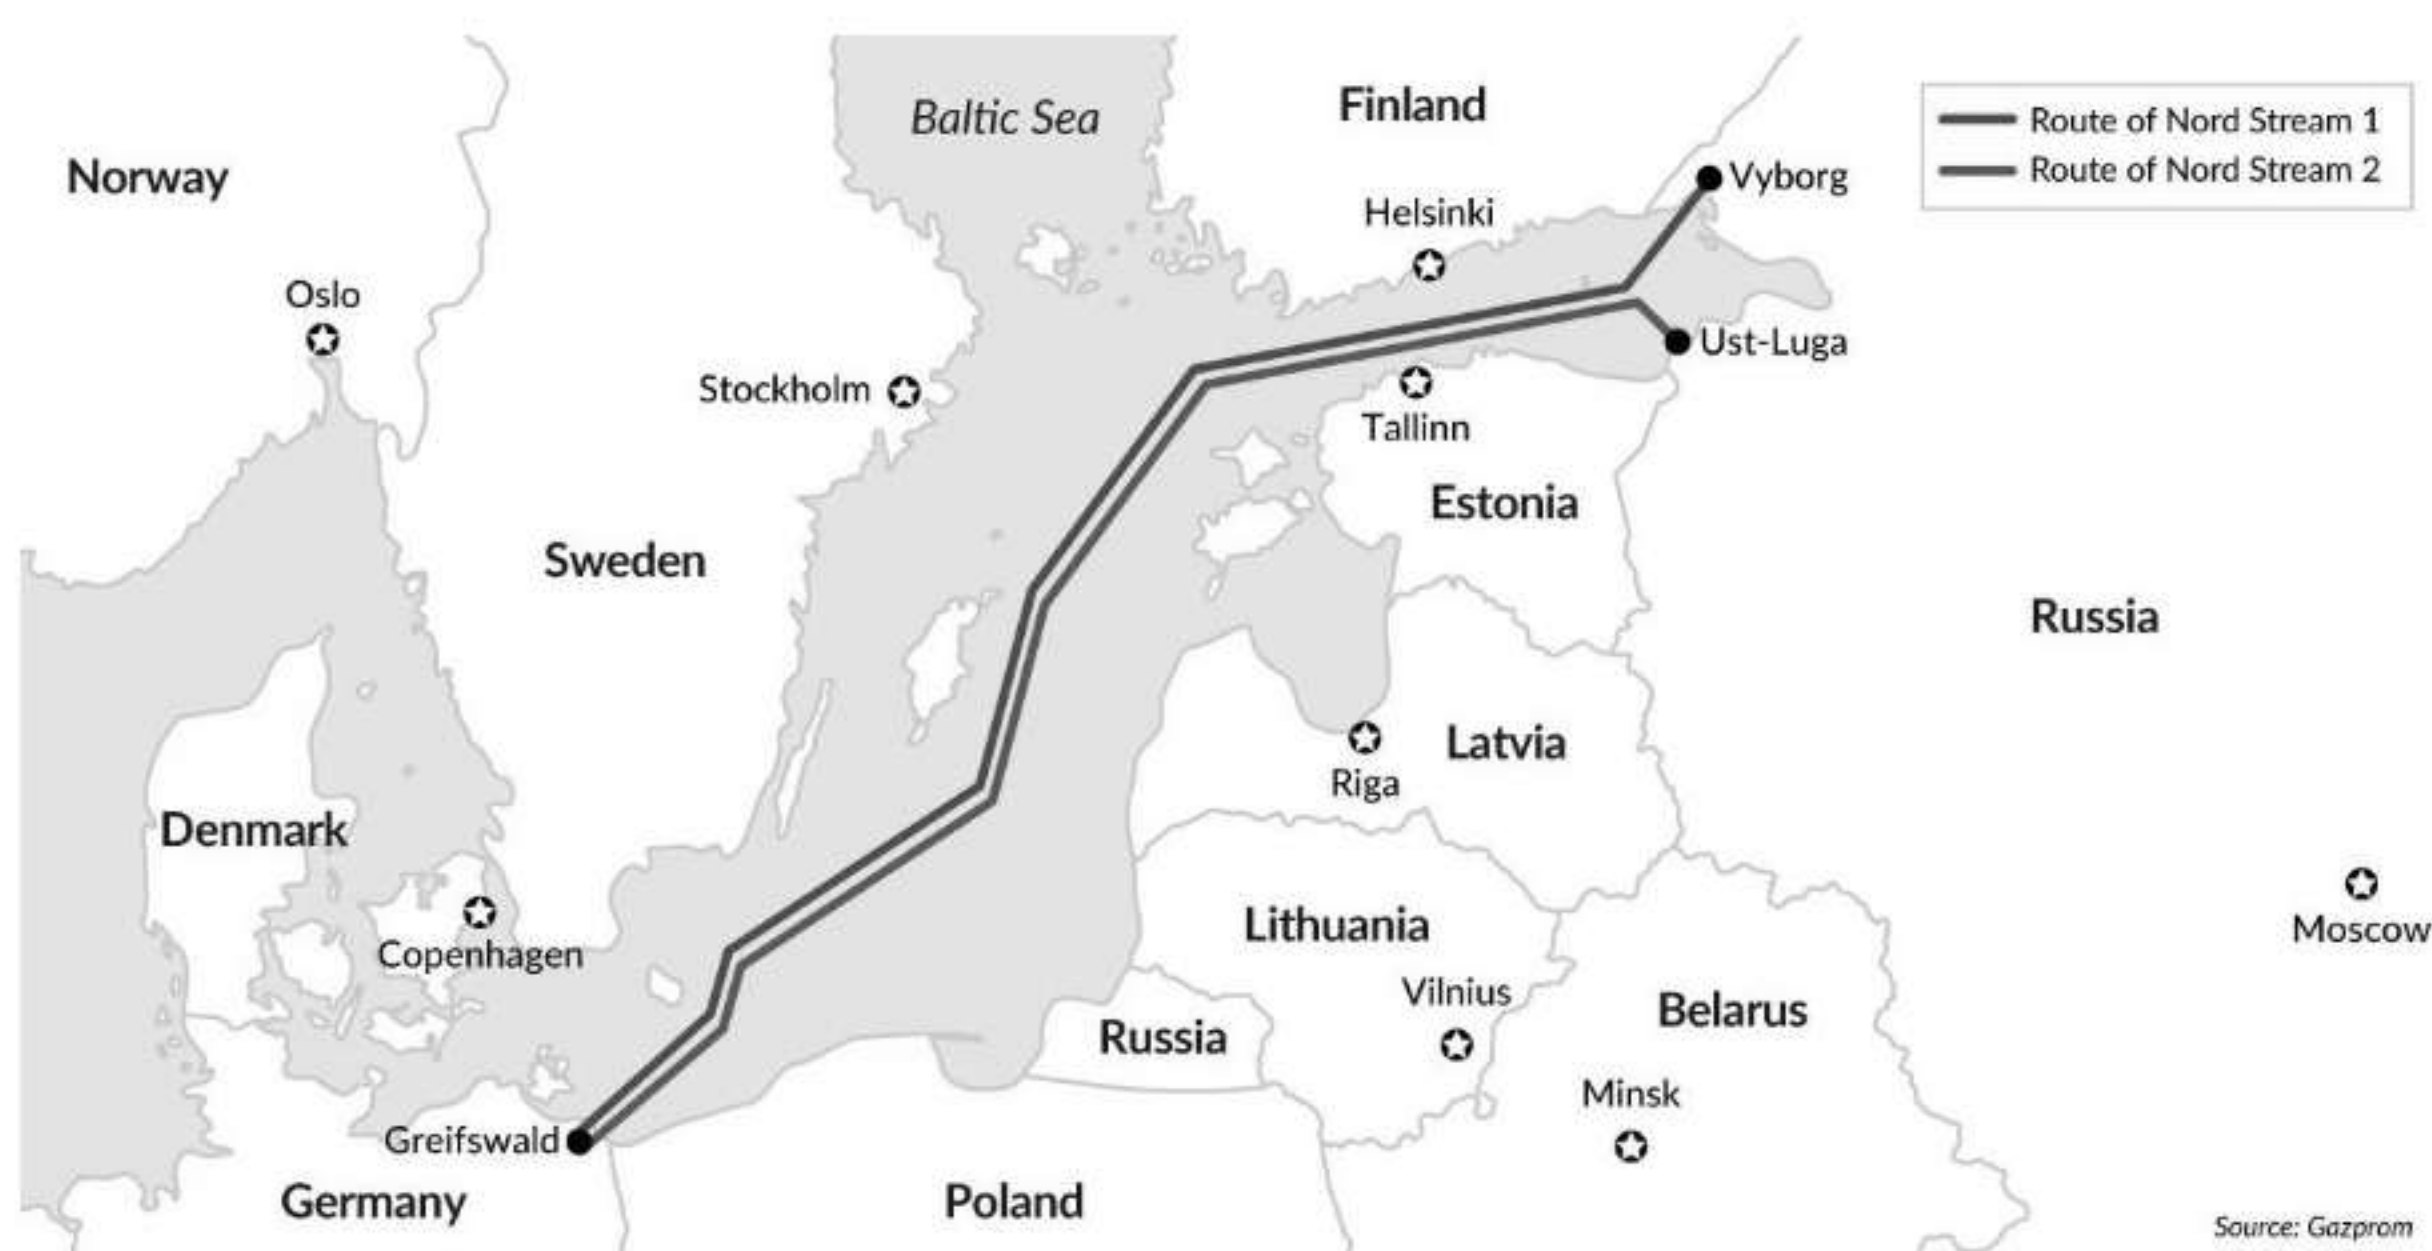 Baltic Sea
Finland
Route of Nord Stream 1
Route of Nord Stream 2
Norway
Vyborg
Helsinki
Oslo
Ust-Luga
Stockholm
Tallinn
Estonia
Sweden
Russia
Latvia
Riga
Denmark
Lithuania
Moscow
Copenhagen
Vilnius
Belarus
Russia
Minsk
Greifswald
Germany
Poland
Source: Gazprom